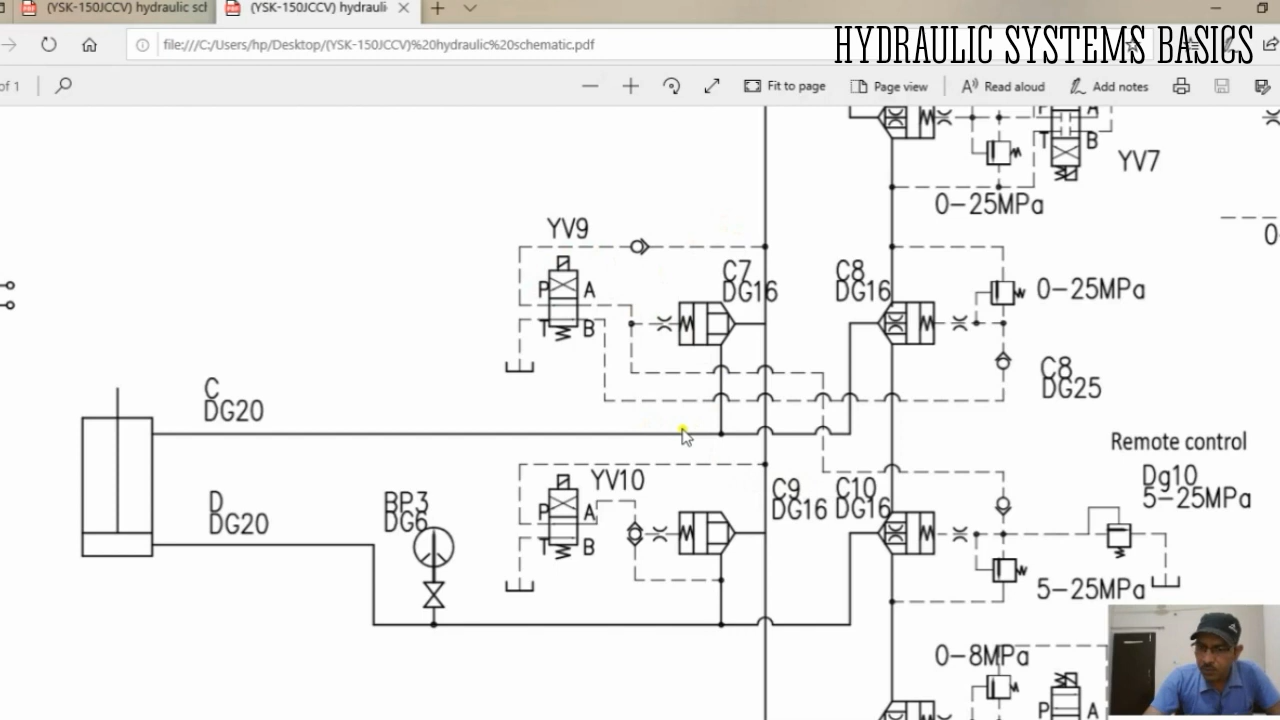 (YSK-150JCCV) hydraulic scl
(YSK-150JCCV) hydrauli
file:///C:/Users/hp/Desktop/(YSK-150JCCV)%20hydraulic%20schematic.pdf
HYDRAULIC SYSTEMS BASICS
of 1
Fit to page
Page view
Read aloud
Add notes
A
T
B
YV7
0-25MPa
YV9
P
A
T
B
C7
DG16
C8
DG16
0-25MPa
C8
DG25
C
DG20
D
DG20
BP3
DG6
YV10
P
A
T
B
C9
DG16
C10
DG16
Remote control
Dg10
5-25MPa
5-25MPa
0-8MPa
P
A